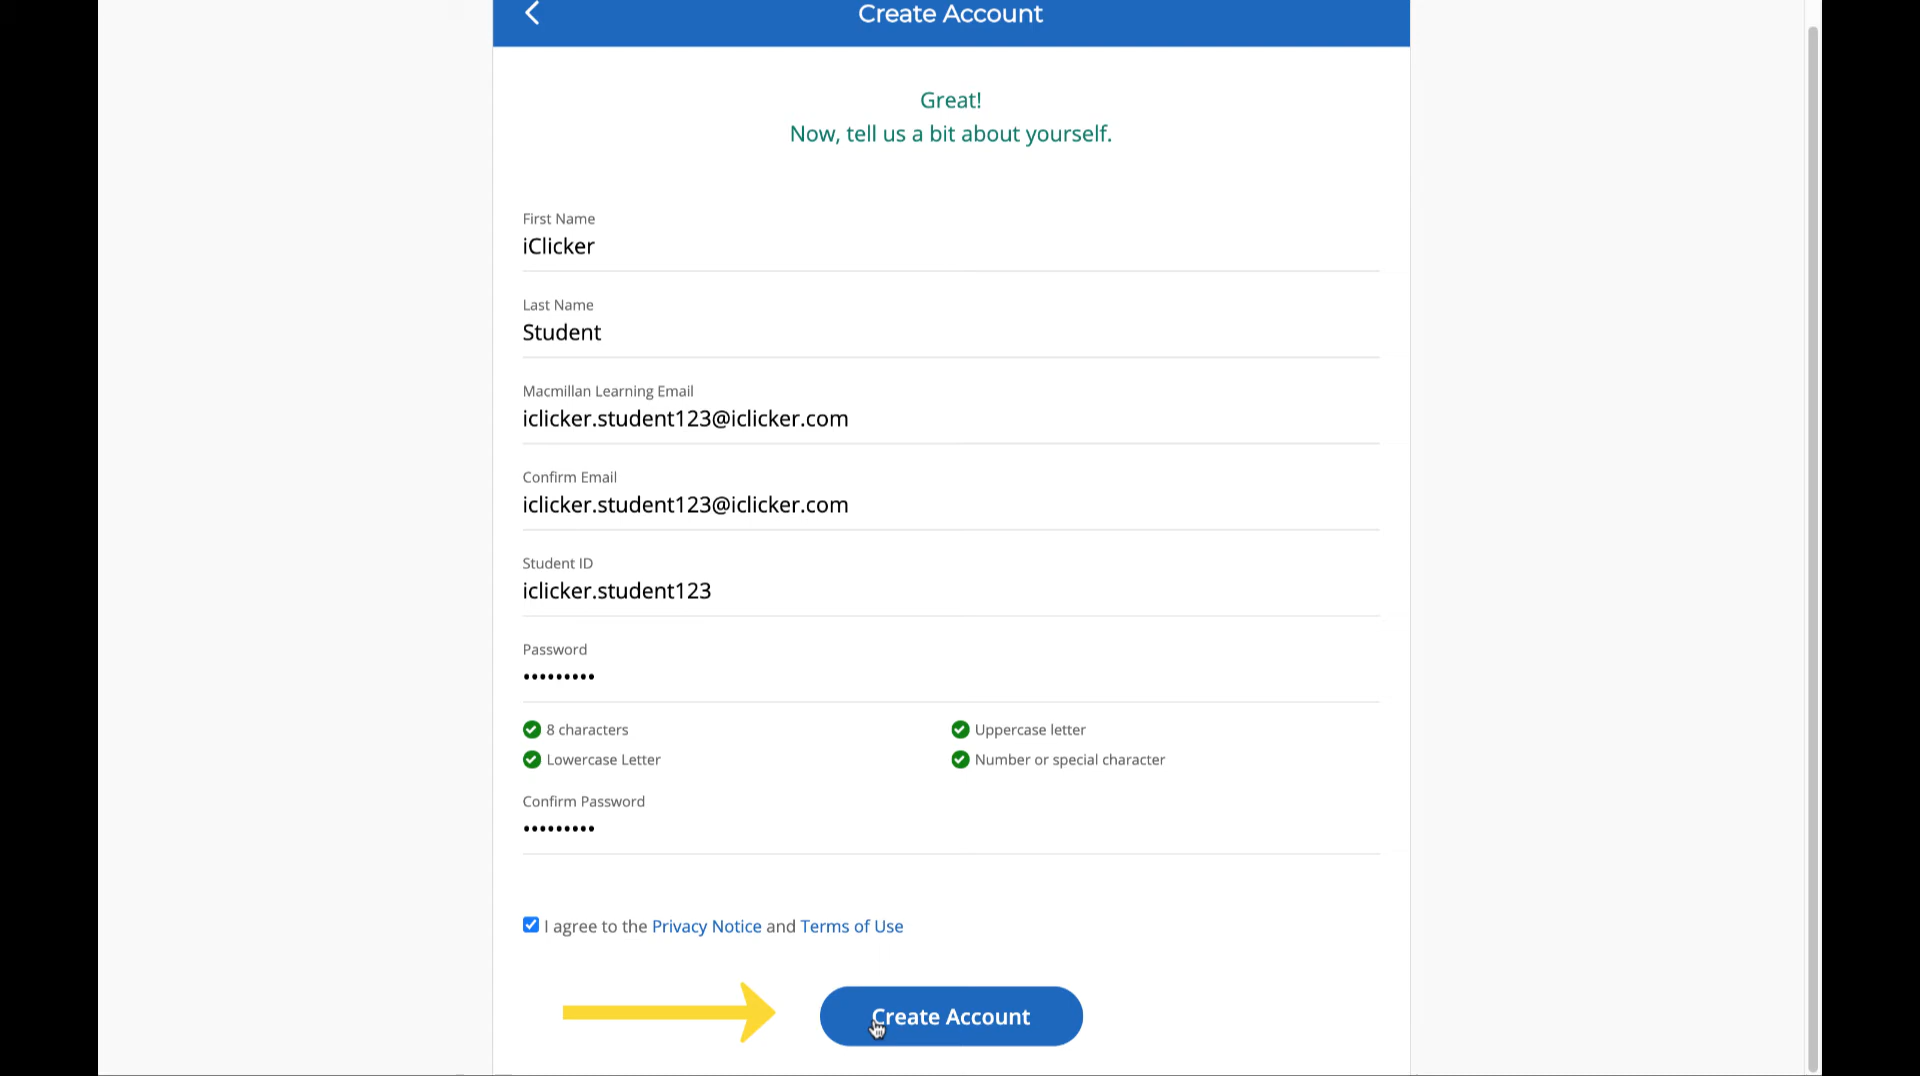 Create Account
Great!
Now, tell us a bit about yourself.
First Name
iClicker
Last Name
Student
Macmillan Learning Email
iclicker.student123@iclicker.com
Confirm Email
iclicker.student123@iclicker.com
Student ID
iclicker.student123
Password
•••••••••
8 characters
Uppercase letter
Lowercase Letter
Number or special character
Confirm Password
•••••••••
I agree to the Privacy Notice and Terms of Use
Create Account